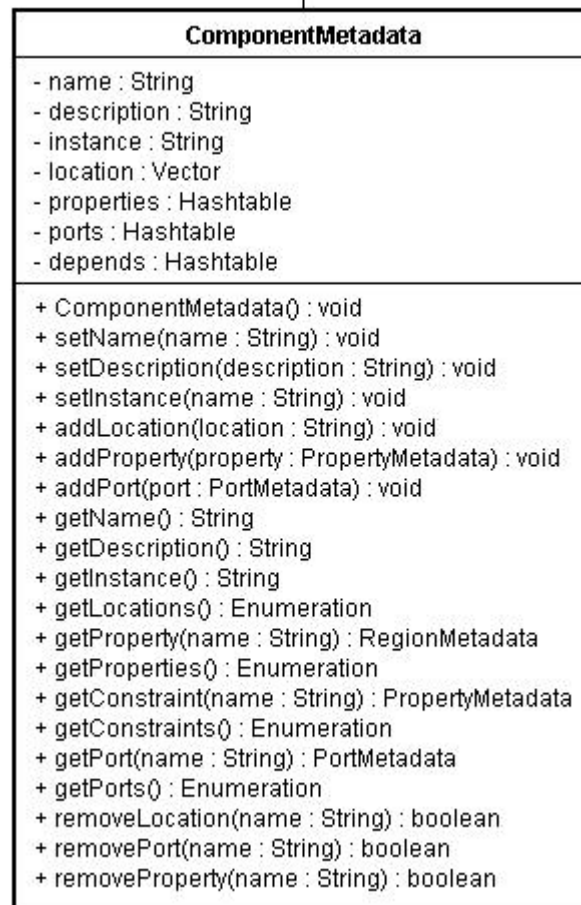 ComponentMetadata
- name : String
- description : String
- instance : String
- location : Vector
- properties : Hashtable
- ports : Hashtable
- depends : Hashtable
+ ComponentMetadata() : void
+ setName(name : String) : void
+ setDescription(description : String) : void
+ setInstance(name : String) : void
+ addLocation(location : String) : void
+ addProperty(property : PropertyMetadata) : void
+ addPort(port : PortMetadata) : void
+ getName() : String
+ getDescription() : String
+ getInstance() : String
+ getLocations() : Enumeration
+ getProperty(name : String) : RegionMetadata
+ getProperties() : Enumeration
+ getConstraint(name : String) : PropertyMetadata
+ getConstraints() : Enumeration
+ getPort(name : String) : PortMetadata
+ getPorts() : Enumeration
+ removeLocation(name : String) : boolean
+ removePort(name : String) : boolean
+ removeProperty(name : String) : boolean